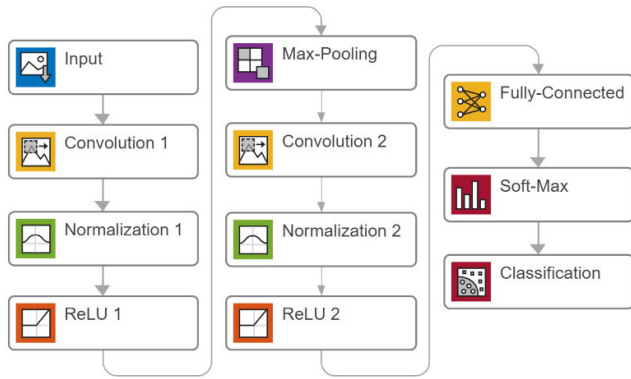 Input
Convolution 1
Normalization 1
ReLU 1
Max-Pooling
Convolution 2
Normalization 2
ReLU 2
Fully-Connected
Soft-Max
Classification